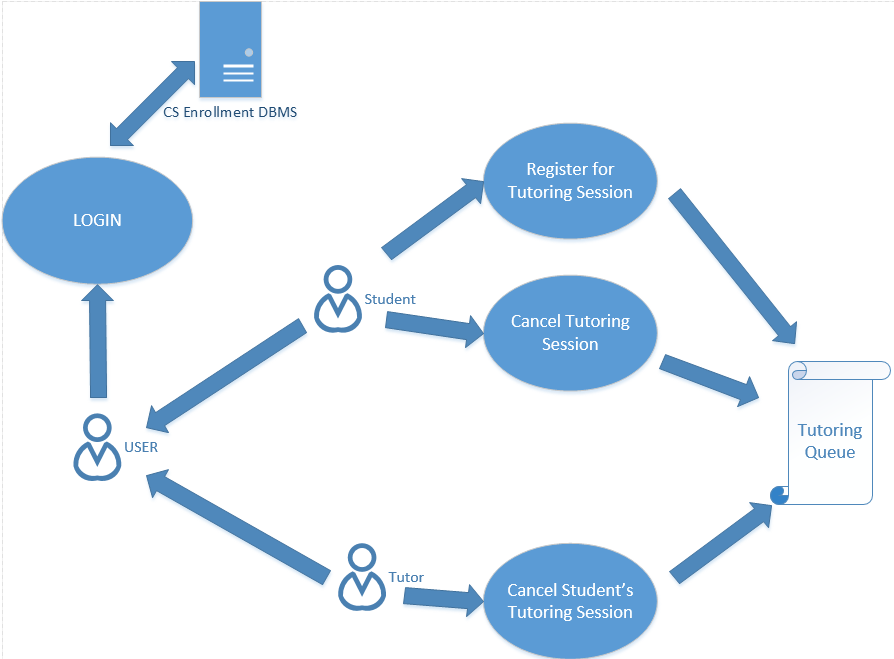 CS Enrollment DBMS
Register for
Tutoring Session
LOGIN
Student
Cancel Tutoring
Session
USER
Tutoring
Queue
Tutor
Cancel Student's
Tutoring Session